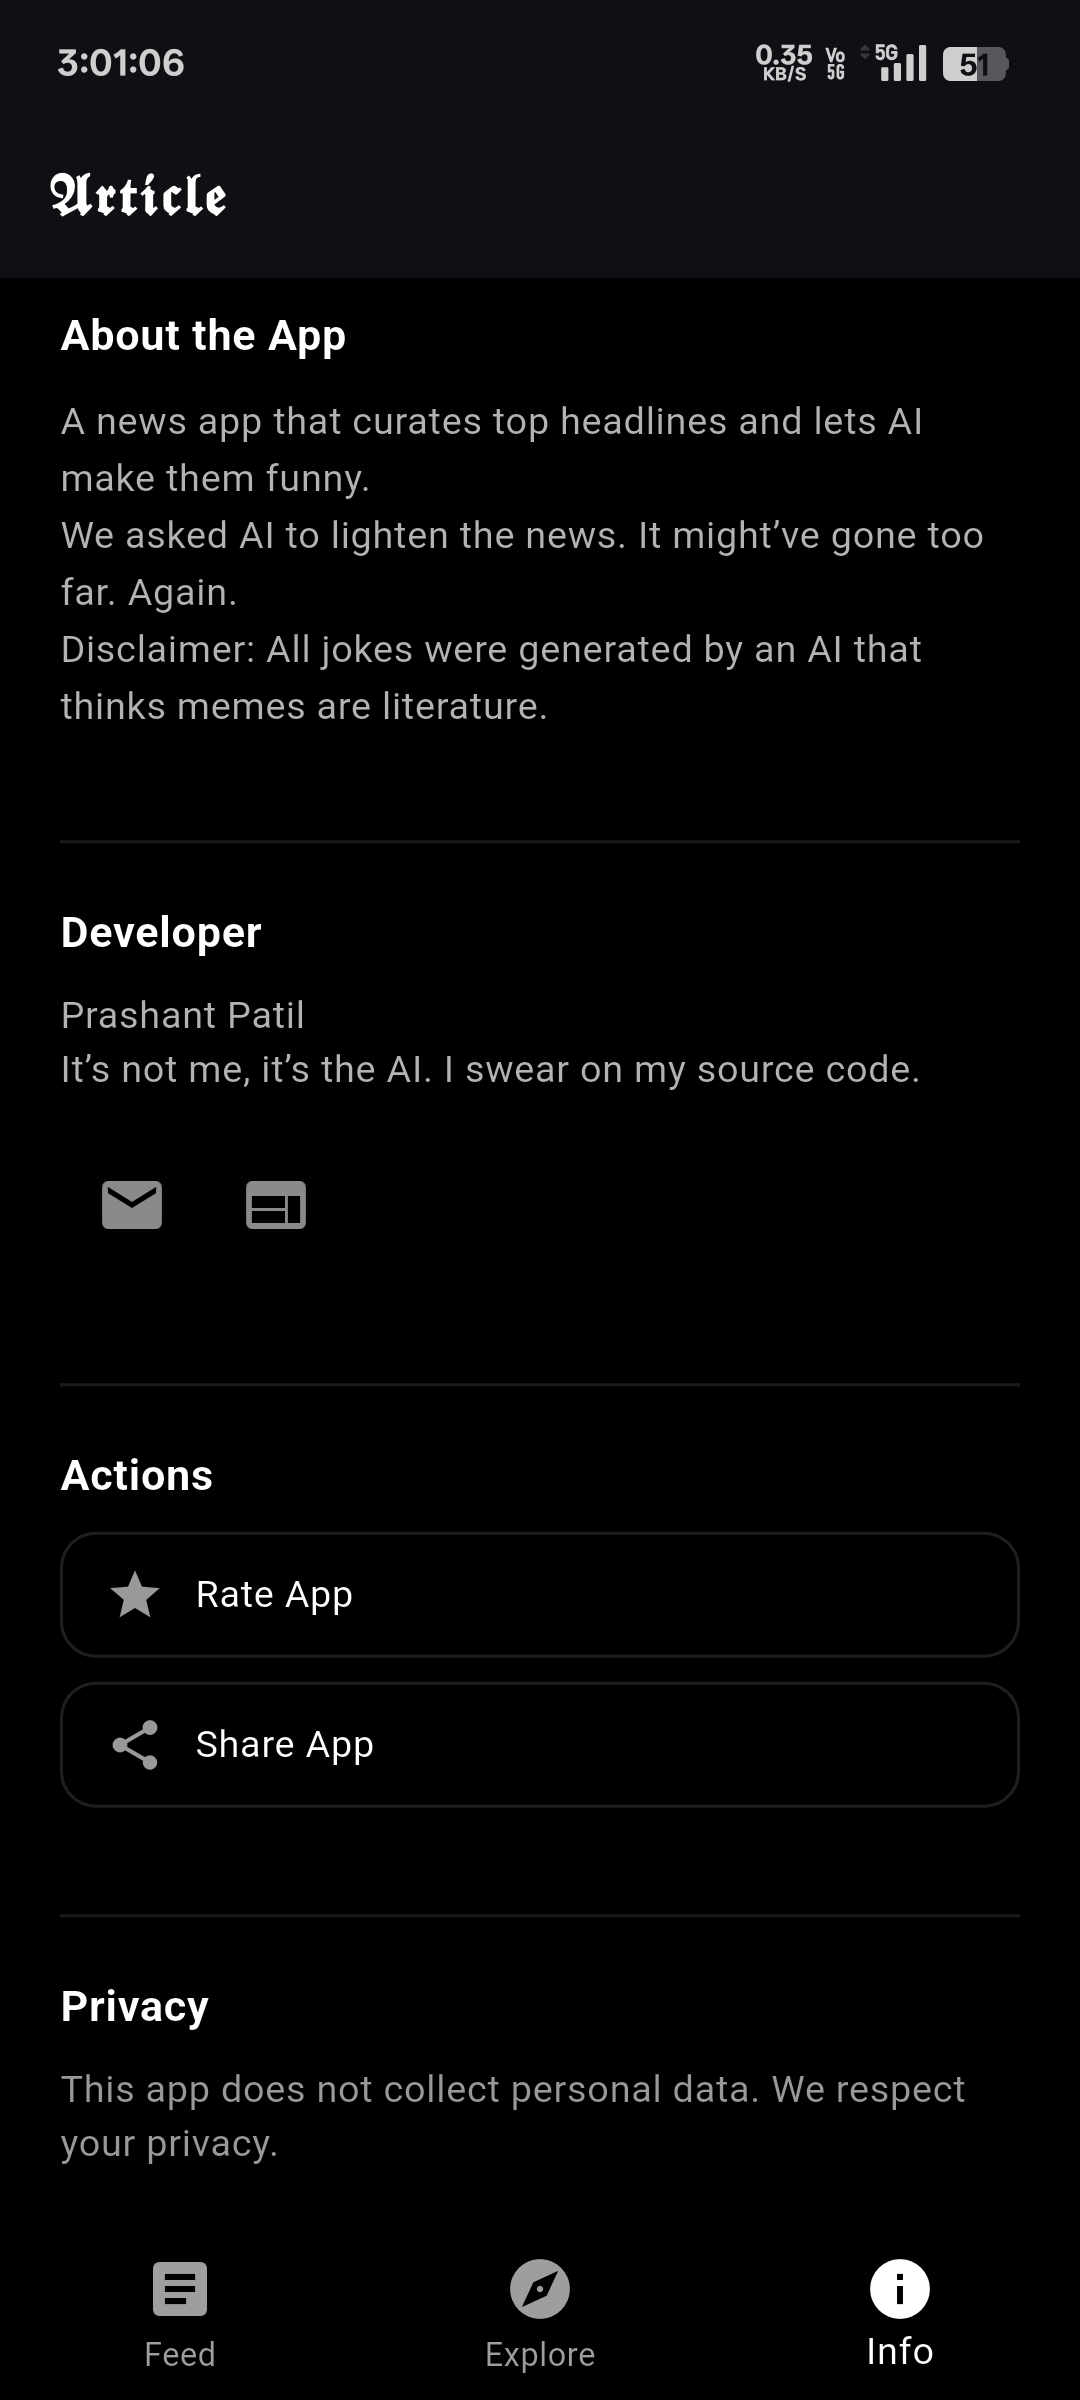 3:01:06
0.35
KB/S
Vo
5G
5G
51
Article
About the App
A news app that curates top headlines and lets AI
make them funny.
We asked AI to lighten the news. It might’ve gone too
far. Again.
Disclaimer: All jokes were generated by an AI that
thinks memes are literature.
Developer
Prashant Patil
It’s not me, it’s the AI. I swear on my source code.
Actions
Rate App
Share App
Privacy
This app does not collect personal data. We respect
your privacy.
Feed
Explore
Info